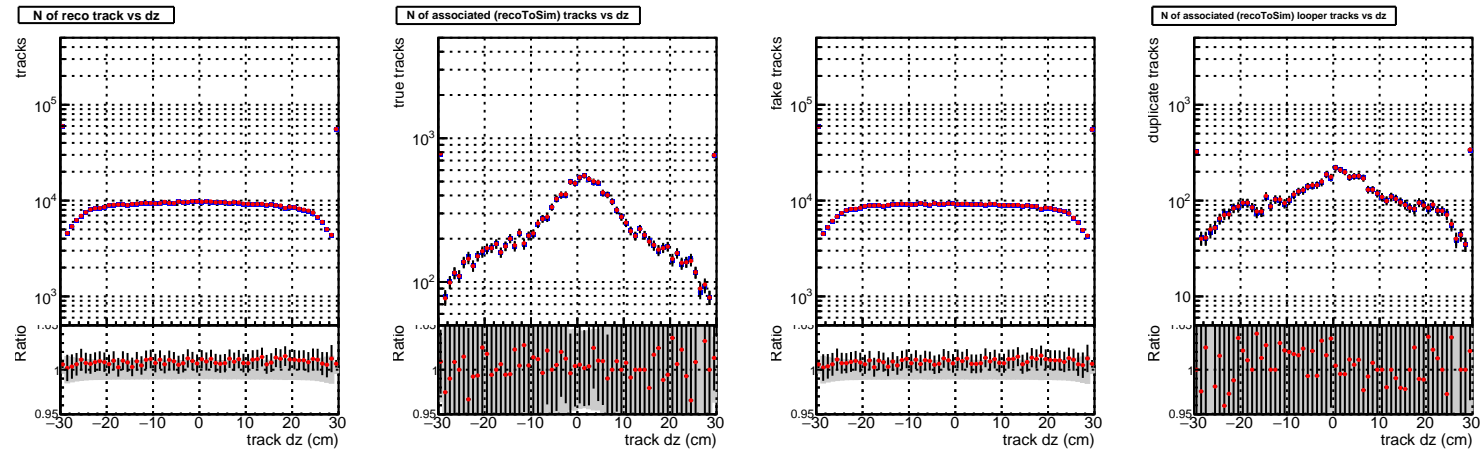 N of reco track vs dz
tracks
10^5
10^4
10^3
Ratio
1
0.95
−30 −20 −10 0 10 20 30
track dz (cm)
N of associated (recoToSim) tracks vs dz
true tracks
10^3
10^2
Ratio
1
0.95
−30 −20 −10 0 10 20 30
track dz (cm)
fake tracks
10^5
10^4
10^3
Ratio
1
0.95
−30 −20 −10 0 10 20 30
track dz (cm)
N of associated (recoToSim) looper tracks vs dz
duplicate tracks
10^3
10^2
10
Ratio
1
0.95
−30 −20 −10 0 10 20 30
track dz (cm)